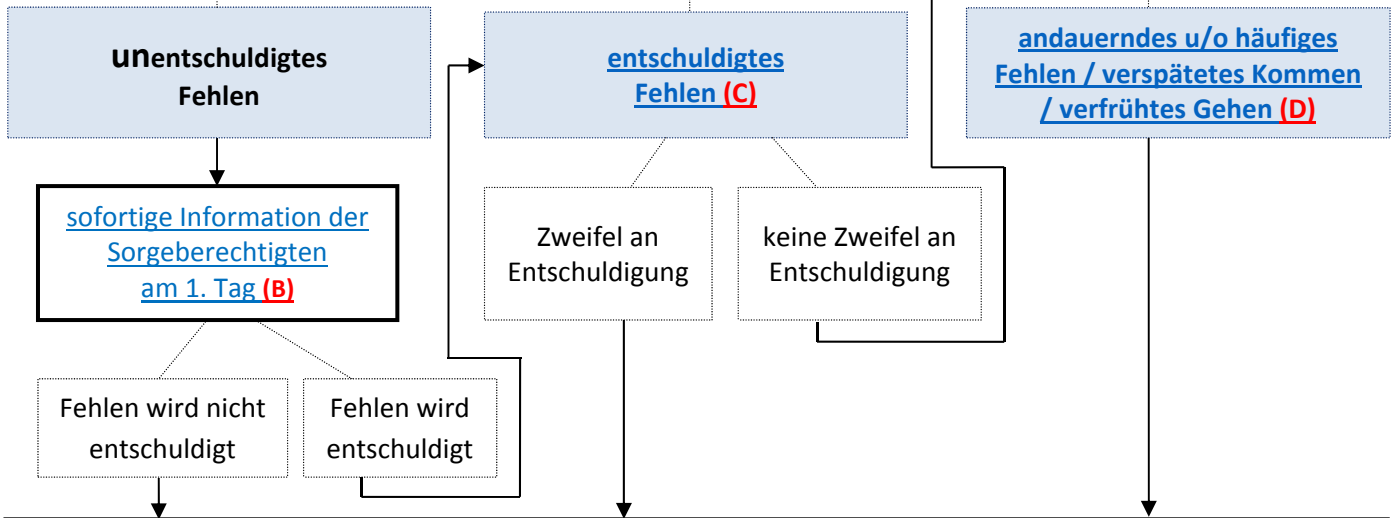 unentschuldigtes
Fehlen
entschuldigtes
Fehlen (C)
andauerndes u/o häufiges
Fehlen / verspätetes Kommen
/ verfrühtes Gehen (D)
sofortige Information der
Sorgeberechtigten
am 1. Tag (B)
Zweifel an
Entschuldigung
keine Zweifel an
Entschuldigung
Fehlen wird nicht
entschuldigt
Fehlen wird
entschuldigt